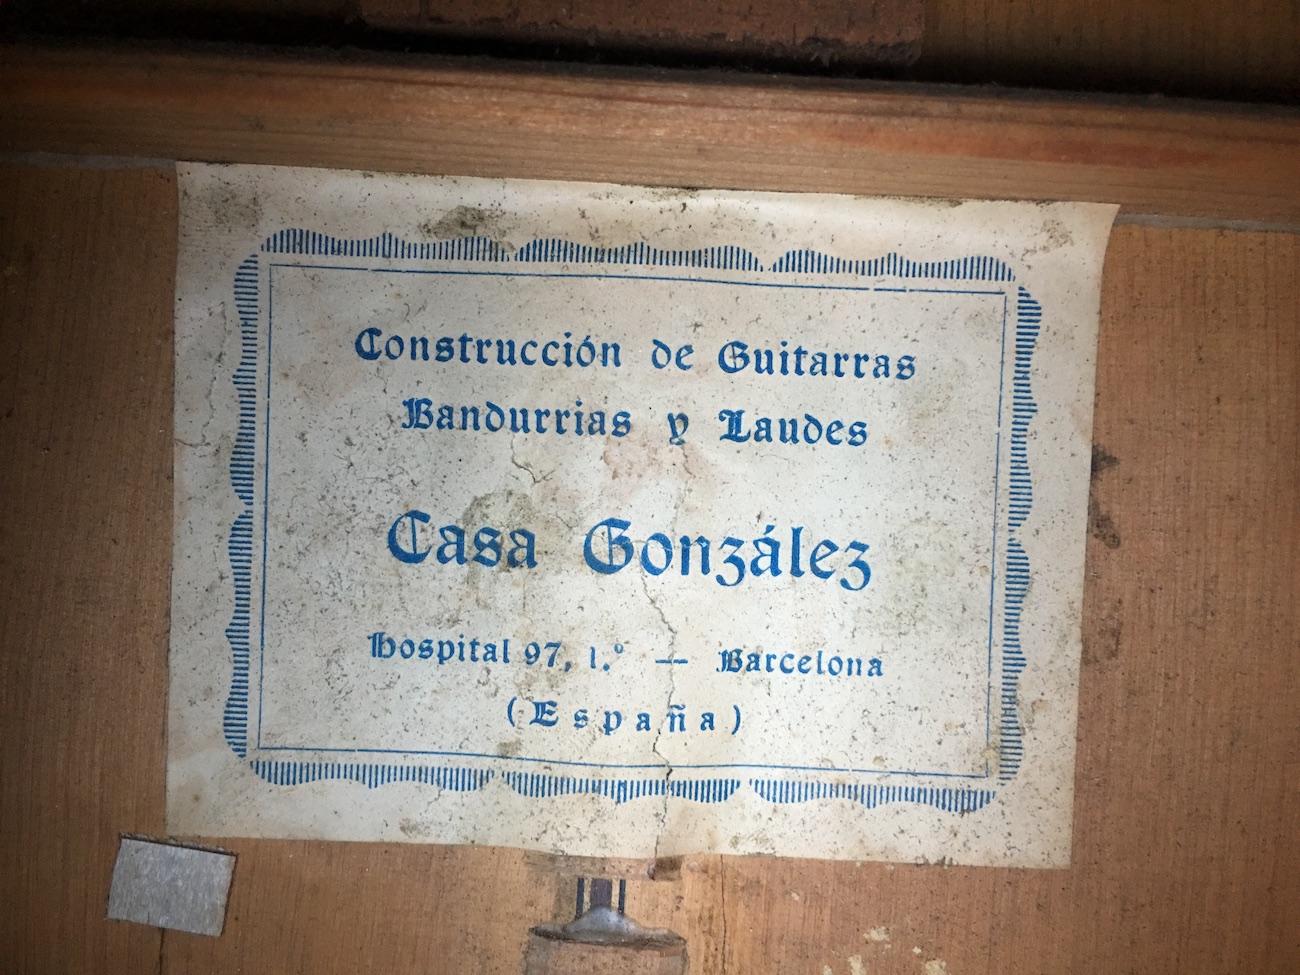 Construcción de Guitarras
Bandurrias y Laudes
Casa González
Hospital 97, 1.º — Barcelona
(España)